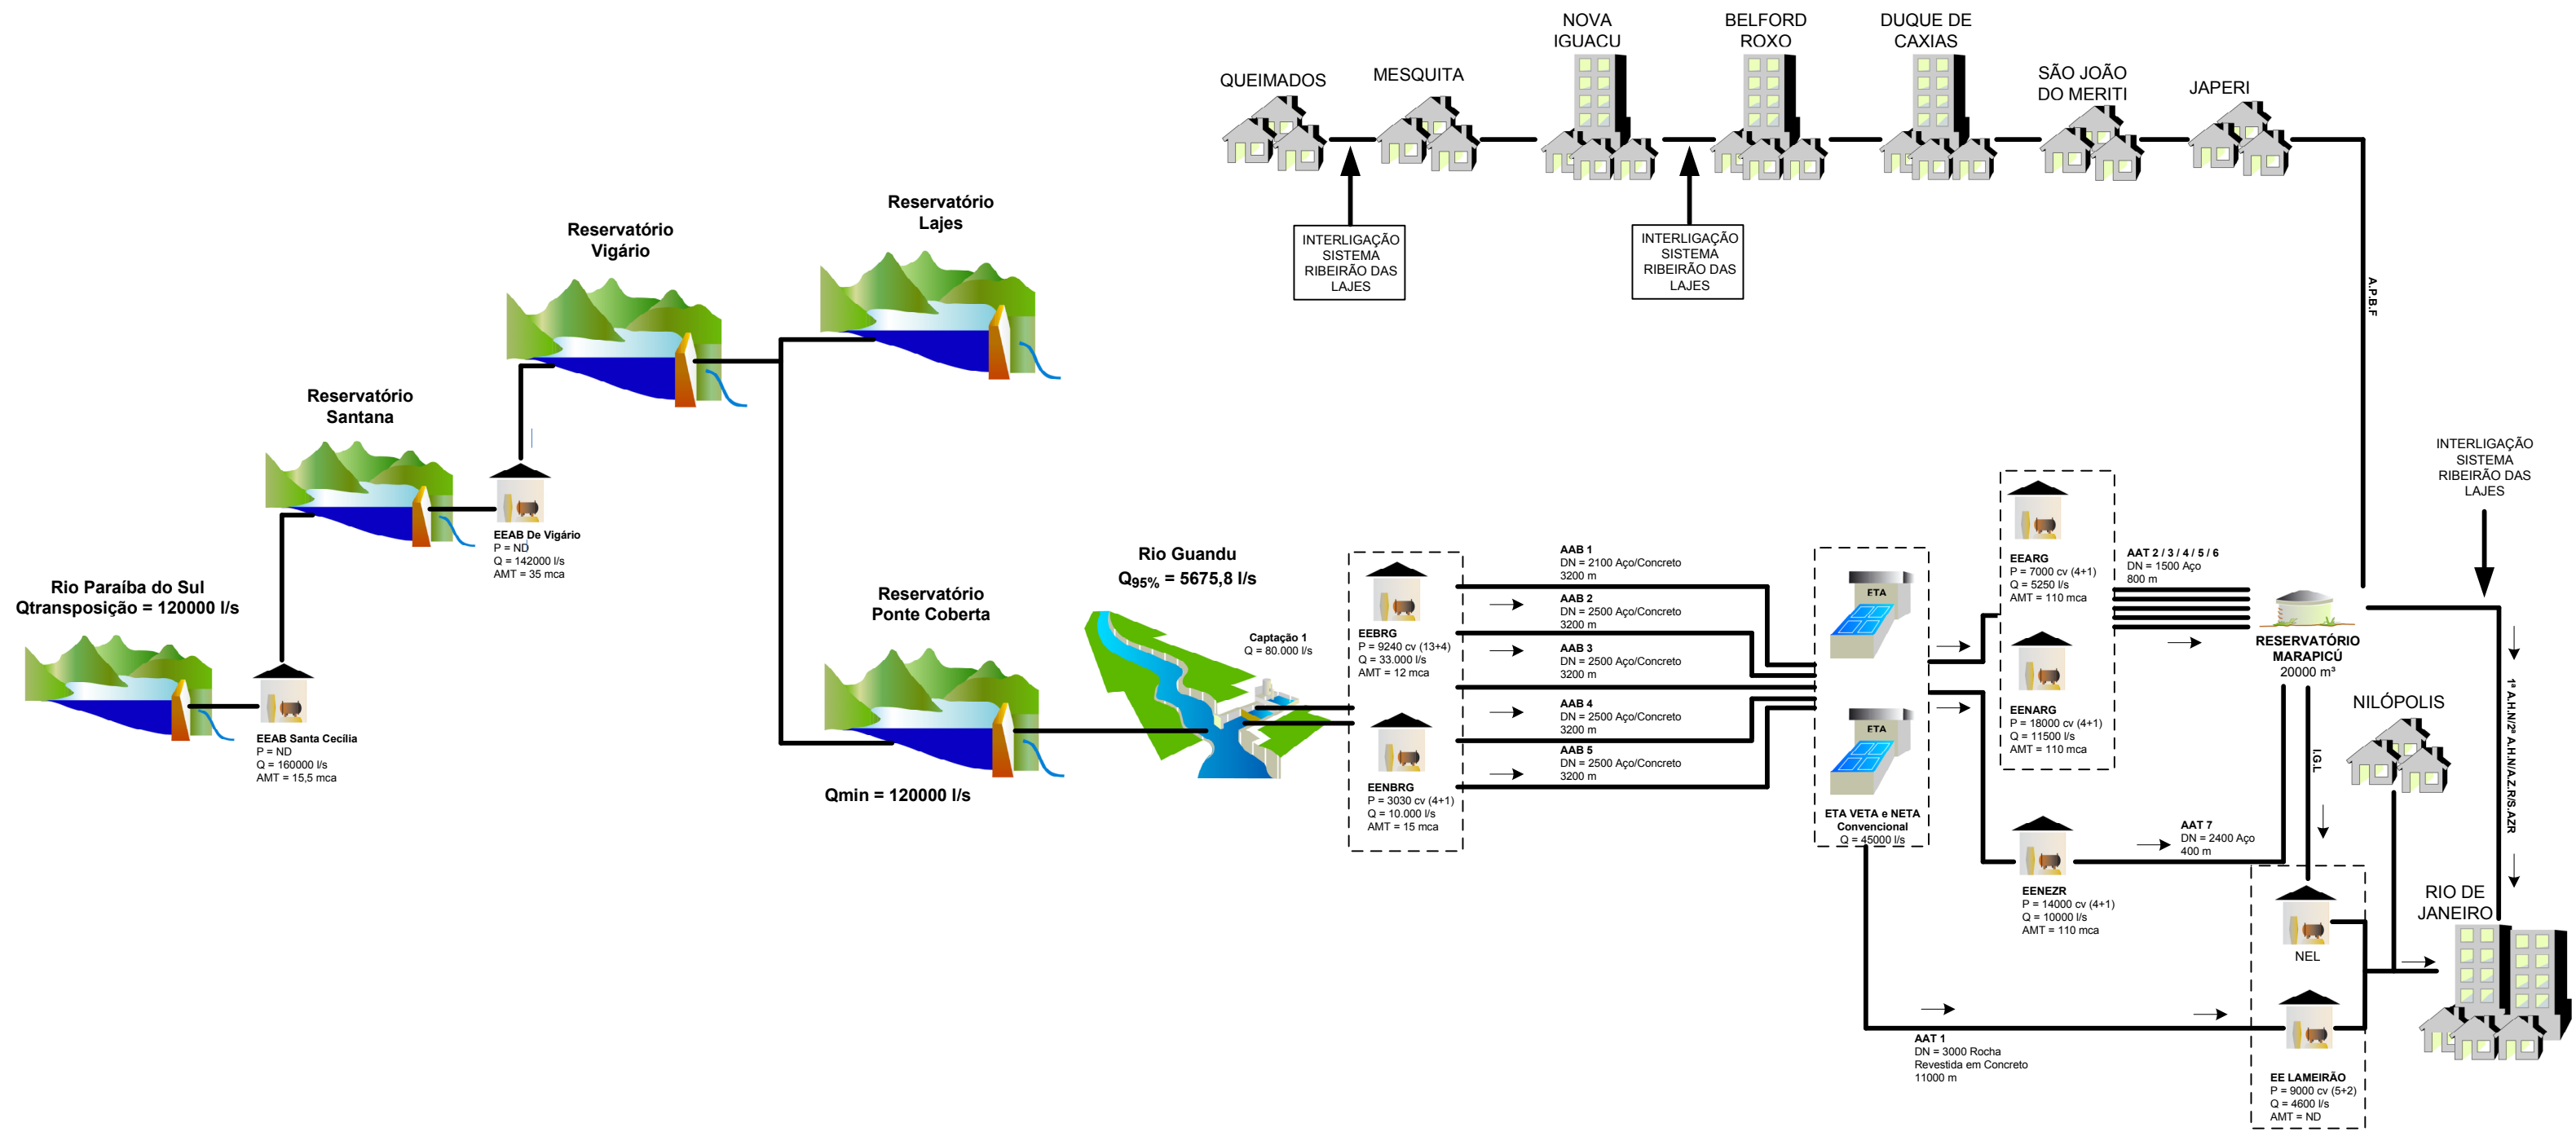 QUEIMADOS
MESQUITA
NOVA
IGUACU
BELFORD
ROXO
DUQUE DE
CAXIAS
SÃO JOÃO
DO MERITI
JAPERI
INTERLIGAÇÃO
SISTEMA
RIBEIRÃO DAS
LAJES
INTERLIGAÇÃO
SISTEMA
RIBEIRÃO DAS
LAJES
A.P.B.F
Reservatório
Lajes
Reservatório
Vigário
Reservatório
Santana
EEAB De Vigário
P = ND
Q = 142000 l/s
AMT = 35 mca
Rio Paraíba do Sul
Qtransposição = 120000 l/s
EEAB Santa Cecília
P = ND
Q = 160000 l/s
AMT = 15,5 mca
Reservatório
Ponte Coberta
Qmin = 120000 l/s
Rio Guandu
Q95% = 5675,8 l/s
Captação 1
Q = 80.000 l/s
EEBRG
P = 9240 cv (13+4)
Q = 33.000 l/s
AMT = 12 mca
EENBRG
P = 3030 cv (4+1)
Q = 10.000 l/s
AMT = 15 mca
AAB 1
DN = 2100 Aço/Concreto
3200 m
AAB 2
DN = 2500 Aço/Concreto
3200 m
AAB 3
DN = 2500 Aço/Concreto
3200 m
AAB 4
DN = 2500 Aço/Concreto
3200 m
AAB 5
DN = 2500 Aço/Concreto
3200 m
ETA
ETA
ETA VETA e NETA
Convencional
Q = 45000 l/s
EEARG
P = 7000 cv (4+1)
Q = 5250 l/s
AMT = 110 mca
EENARG
P = 18000 cv (4+1)
Q = 11500 l/s
AMT = 110 mca
AAT 2 / 3 / 4 / 5 / 6
DN = 1500 Aço
800 m
RESERVATÓRIO
MARAPICÚ
20000 m³
INTERLIGAÇÃO
SISTEMA
RIBEIRÃO DAS
LAJES
1ª A.H.N/2ª A.H.N/A.Z.R/S.AZR
I.G.L
NILÓPOLIS
EENEZR
P = 14000 cv (4+1)
Q = 10000 l/s
AMT = 110 mca
AAT 7
DN = 2400 Aço
400 m
NEL
RIO DE
JANEIRO
AAT 1
DN = 3000 Rocha
Revestida em Concreto
11000 m
EE LAMEIRÃO
P = 9000 cv (5+2)
Q = 4600 l/s
AMT = ND